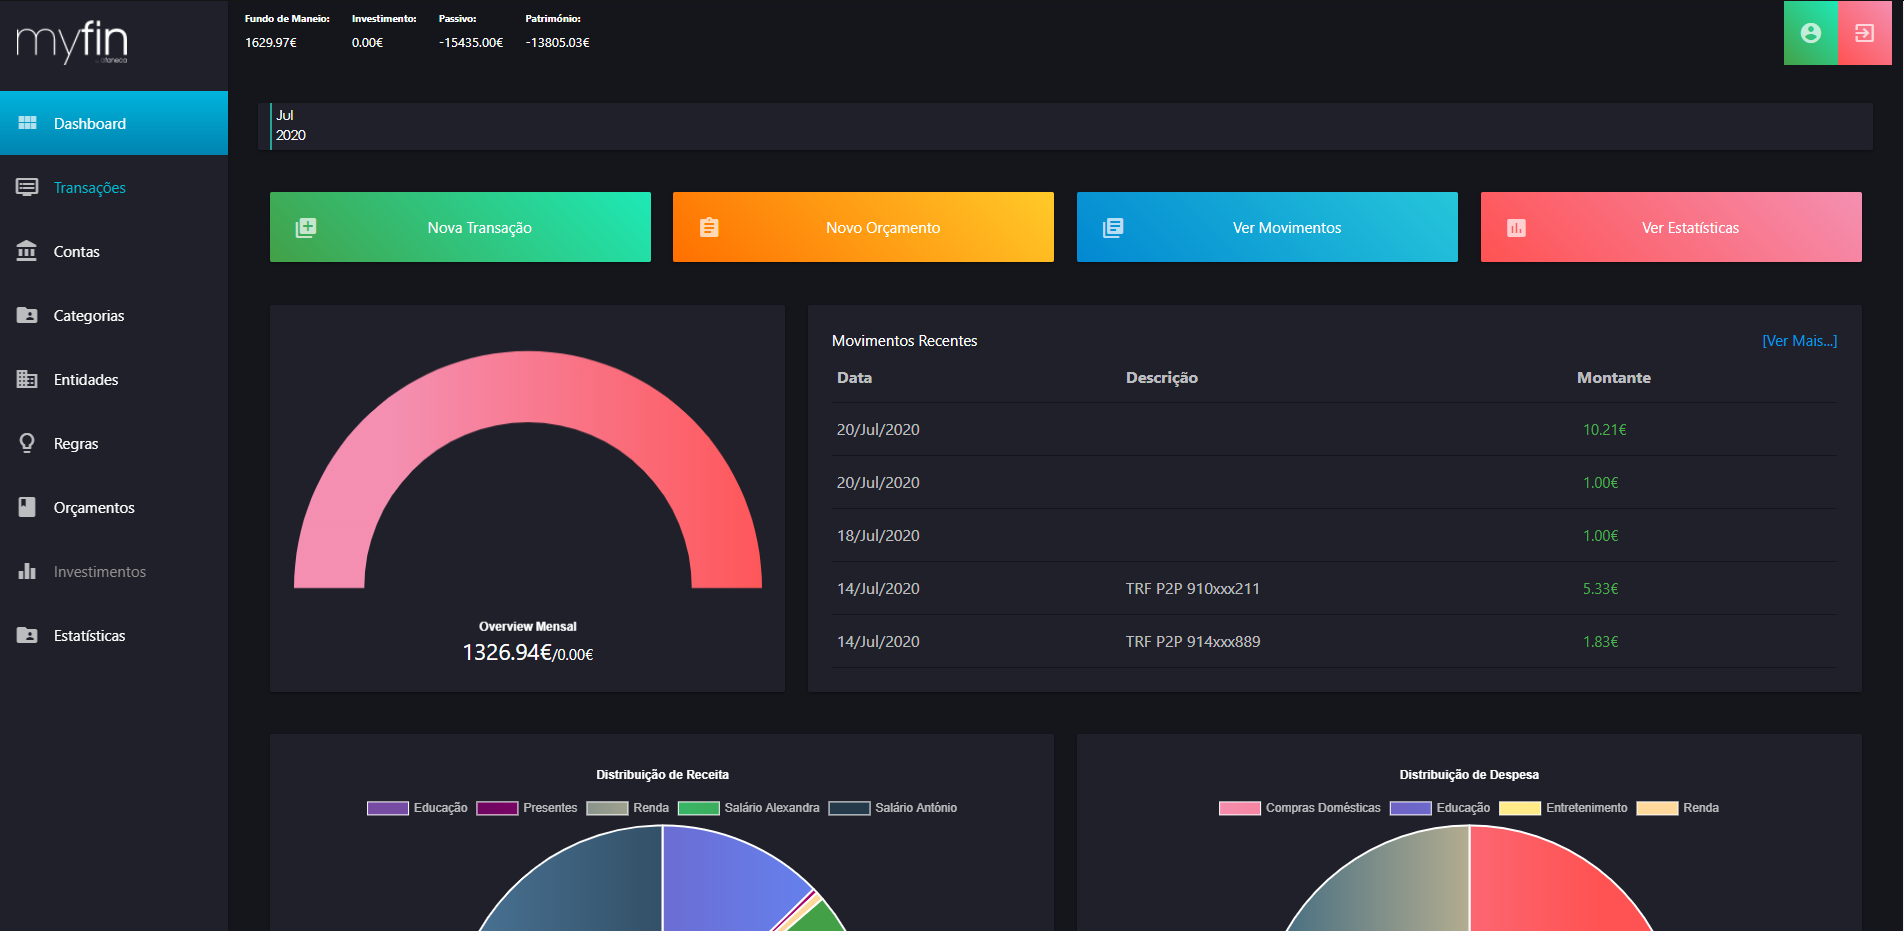 myfin
Fundo de Maneio: Investimento: Passivo: Património:
1629.97€ 0.00€ -15435.00€ -13805.03€
Dashboard
Transações
Contas
Categorias
Entidades
Regras
Orçamentos
Investimentos
Estatísticas
Jul
2020
Nova Transação Novo Orçamento Ver Movimentos Ver Estatísticas
Overview Mensal
1326.94€/0.00€
Movimentos Recentes [Ver Mais...]
Data Descrição Montante
20/Jul/2020 10.21€
20/Jul/2020 1.00€
18/Jul/2020 1.00€
14/Jul/2020 TRF P2P 910xxx211 5.33€
14/Jul/2020 TRF P2P 914xxx889 1.83€
Distribuição de Receita
Educação Presentes Renda Salário Alexandra Salário António
Distribuição de Despesa
Compras Domésticas Educação Entretenimento Renda